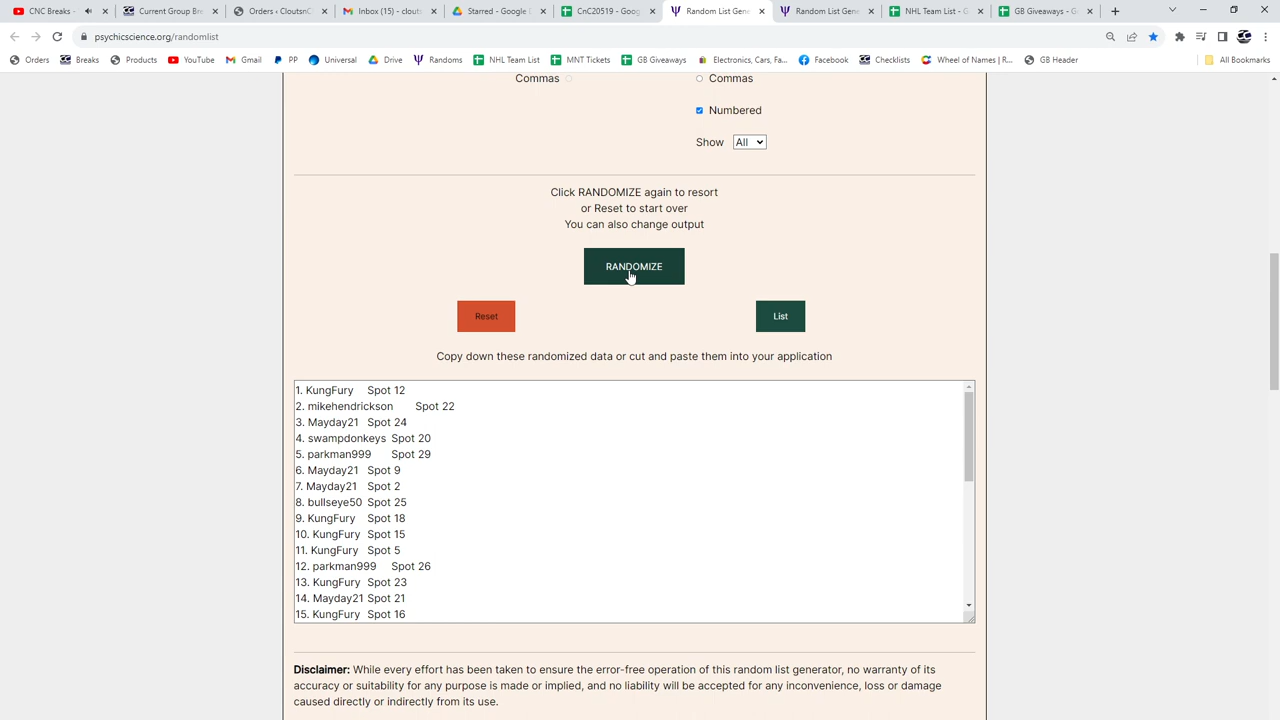 CNC Breaks -
Current Group Bre
Orders ‹ CloutsnC
Inbox (15) - clout
Starred - Google D
CnC20519 - Goog
Random List Gene
Random List Gene
NHL Team List - G
GB Giveaways - G
psychicscience.org/randomlist
Orders
Breaks
Products
YouTube
Gmail
PP
Universal
Drive
Randoms
NHL Team List
MNT Tickets
GB Giveaways
Electronics, Cars, Fa...
Facebook
Checklists
Wheel of Names | R...
GB Header
All Bookmarks
Commas
Commas
Numbered
Show All
Click RANDOMIZE again to resort
or Reset to start over
You can also change output
RANDOMIZE
Reset
List
Copy down these randomized data or cut and paste them into your application
1. KungFury Spot 12
2. mikehendrickson Spot 22
3. Mayday21 Spot 24
4. swampdonkeys Spot 20
5. parkman999 Spot 29
6. Mayday21 Spot 9
7. Mayday21 Spot 2
8. bullseye50 Spot 25
9. KungFury Spot 18
10. KungFury Spot 15
11. KungFury Spot 5
12. parkman999 Spot 26
13. KungFury Spot 23
14. Mayday21 Spot 21
15. KungFury Spot 16
Disclaimer: While every effort has been taken to ensure the error-free operation of this random list generator, no warranty of its
accuracy or suitability for any purpose is made or implied, and no liability will be accepted for any inconvenience, loss or damage
caused directly or indirectly from its use.